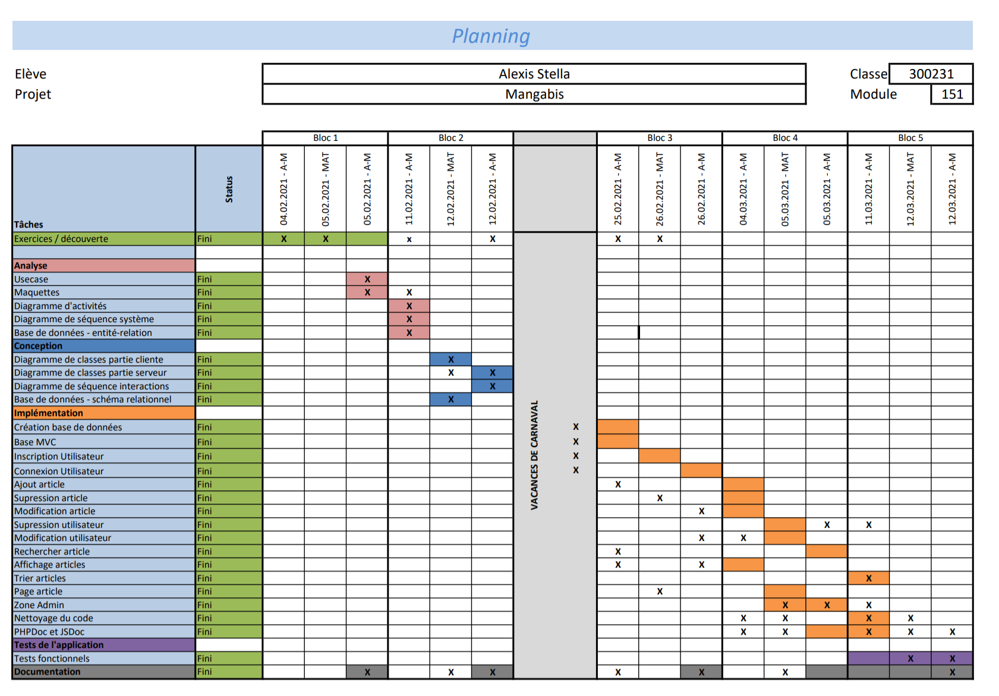 Planning
Elève Alexis Stella Classe 300231
Projet Mangabis Module 151
Bloc 1 Bloc 2 Bloc 3 Bloc 4 Bloc 5
Tâches Status 04.02.2021 - A-M 05.02.2021 - MAT 05.02.2021 - A-M 11.02.2021 - A-M 12.02.2021 - MAT 12.02.2021 - A-M 25.02.2021 - A-M 26.02.2021 - MAT 26.02.2021 - A-M 04.03.2021 - A-M 05.03.2021 - MAT 05.03.2021 - A-M 11.03.2021 - A-M 12.03.2021 - MAT 12.03.2021 - A-M
Exercices / découverte Fini X X x X X X
Analyse
Usecase Fini X
Maquettes Fini X X
Diagramme d'activités Fini X
Diagramme de séquence système Fini X
Base de données - entité-relation Fini X
Conception
Diagramme de classes partie cliente Fini X
Diagramme de classes partie serveur Fini X X
Diagramme de séquence interactions Fini X
Base de données - schéma relationnel Fini X
Implémentation
VACANCES DE CARNAVAL
Création base de données Fini X
Base MVC Fini X
Inscription Utilisateur Fini X
Connexion Utilisateur Fini X
Ajout article Fini X
Supression article Fini X
Modification article Fini X
Supression utilisateur Fini X X
Modification utilisateur Fini X X
Rechercher article Fini X
Affichage articles Fini X X
Trier articles Fini X
Page article Fini X
Zone Admin Fini X X X
Nettoyage du code Fini X X X X
PHPDoc et JSDoc Fini X X X X X
Tests de l'application
Tests fonctionnels Fini X X
Documentation Fini X X X X X X X